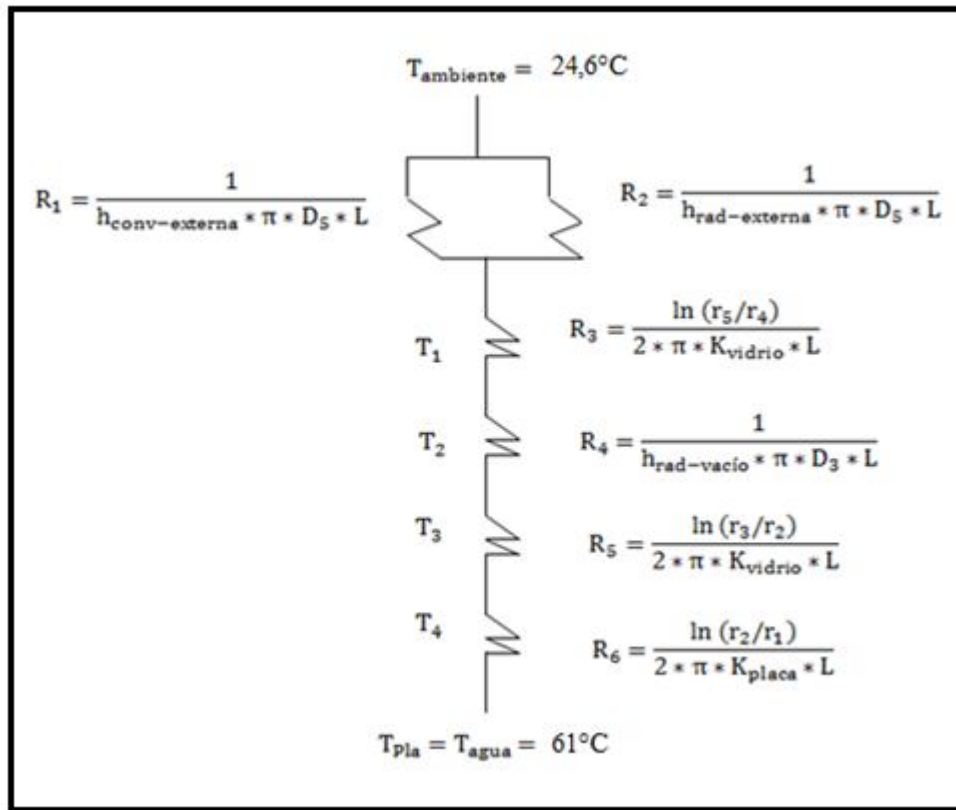 T_ambiente = 24,6°C
R_1 = 1 / (h_conv−externa * π * D_5 * L)
R_2 = 1 / (h_rad−externa * π * D_5 * L)
R_3 = ln (r_5/r_4) / (2 * π * K_vidrio * L)
T_1
R_4 = 1 / (h_rad−vacío * π * D_3 * L)
T_2
R_5 = ln (r_3/r_2) / (2 * π * K_vidrio * L)
T_3
R_6 = ln (r_2/r_1) / (2 * π * K_placa * L)
T_4
T_pla = T_agua = 61°C